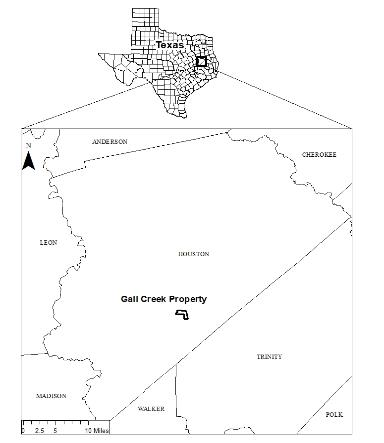 Texas
N
ANDERSON
CHEROKEE
LEON
HOUSTON
Gail Creek Property
TRINITY
MADISON
WALKER
POLK
0 2.5 5 10 Miles